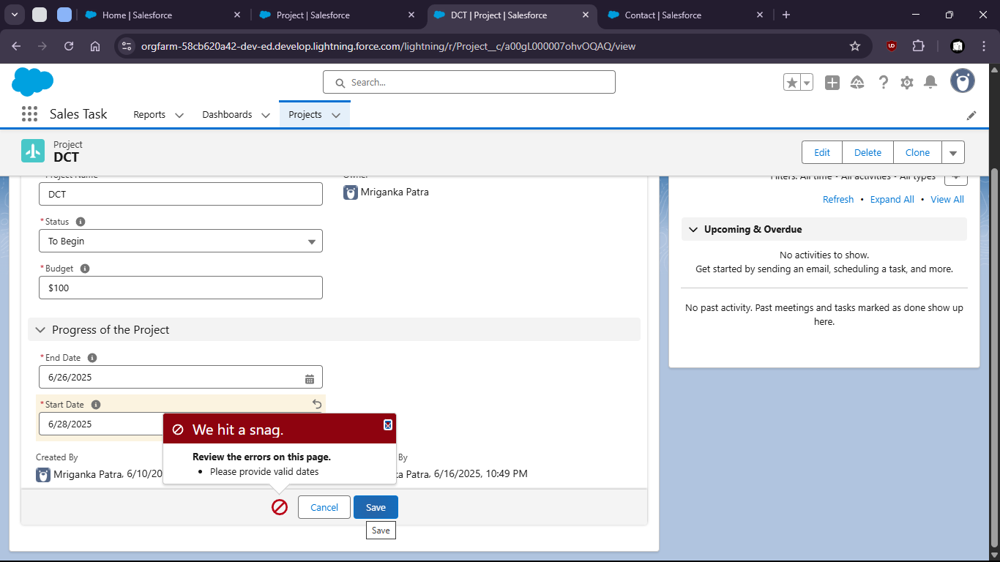 Home | Salesforce
Project | Salesforce
DCT | Project | Salesforce
Contact | Salesforce
orgfarm-58cb620a42-dev-ed.develop.lightning.force.com/lightning/r/Project__c/a00gL000007ohvOQAQ/view
Search...
Sales Task
Reports
Dashboards
Projects
Project
DCT
Edit
Delete
Clone
*Project Name
DCT
Owner
Mriganka Patra
*Status
To Begin
*Budget
$100
Progress of the Project
*End Date
6/26/2025
*Start Date
6/28/2025
We hit a snag.
Review the errors on this page.
• Please provide valid dates
Created By
Mriganka Patra, 6/10/20
By
a Patra, 6/16/2025, 10:49 PM
Cancel
Save
Save
Filters: All time • All activities • All types
Refresh • Expand All • View All
Upcoming & Overdue
No activities to show.
Get started by sending an email, scheduling a task, and more.
No past activity. Past meetings and tasks marked as done show up
here.